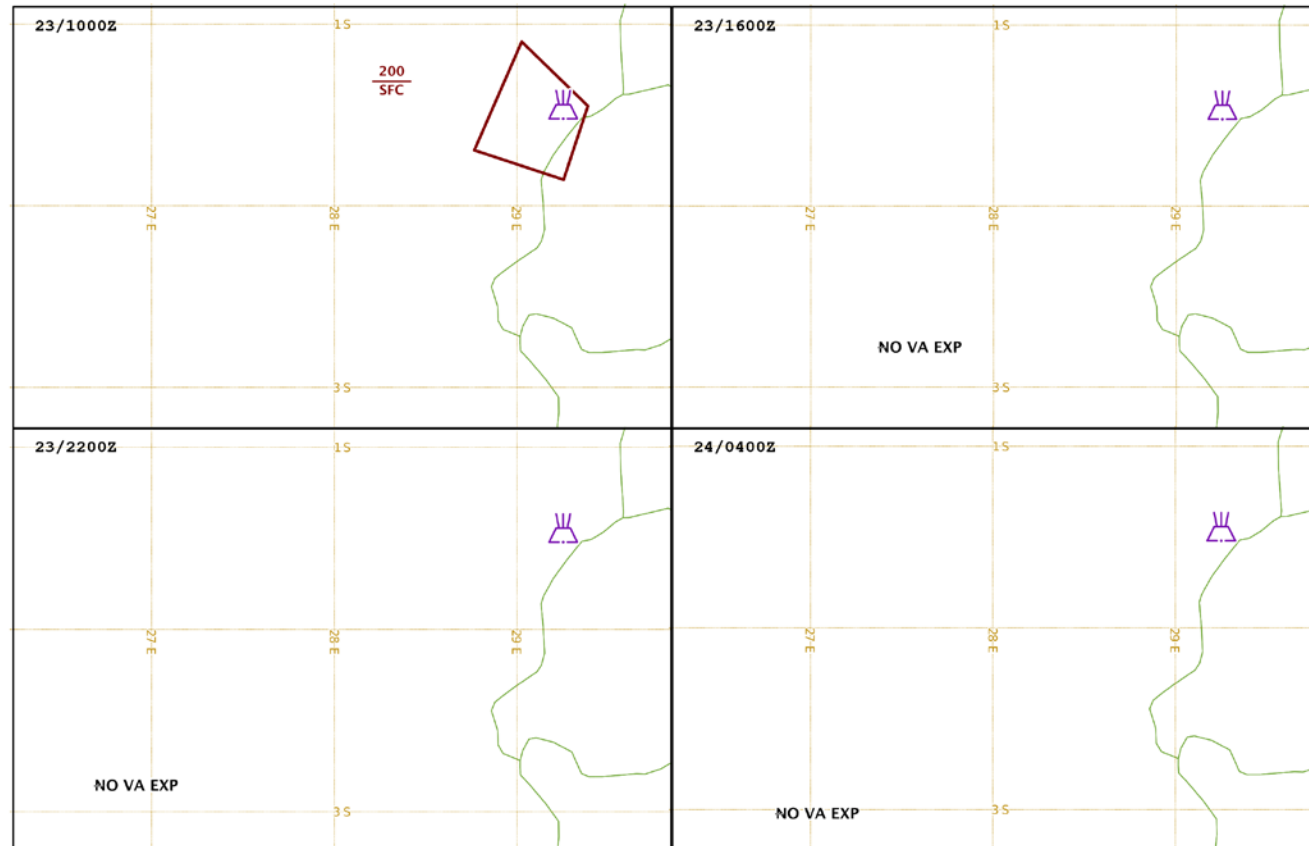 23/1000Z
1S
200
SFC
27E
28E
29E
3S
23/1600Z
1S
27E
28E
29E
NO VA EXP
3S
23/2200Z
1S
27E
28E
29E
NO VA EXP
3S
24/0400Z
1S
27E
28E
29E
NO VA EXP
3S